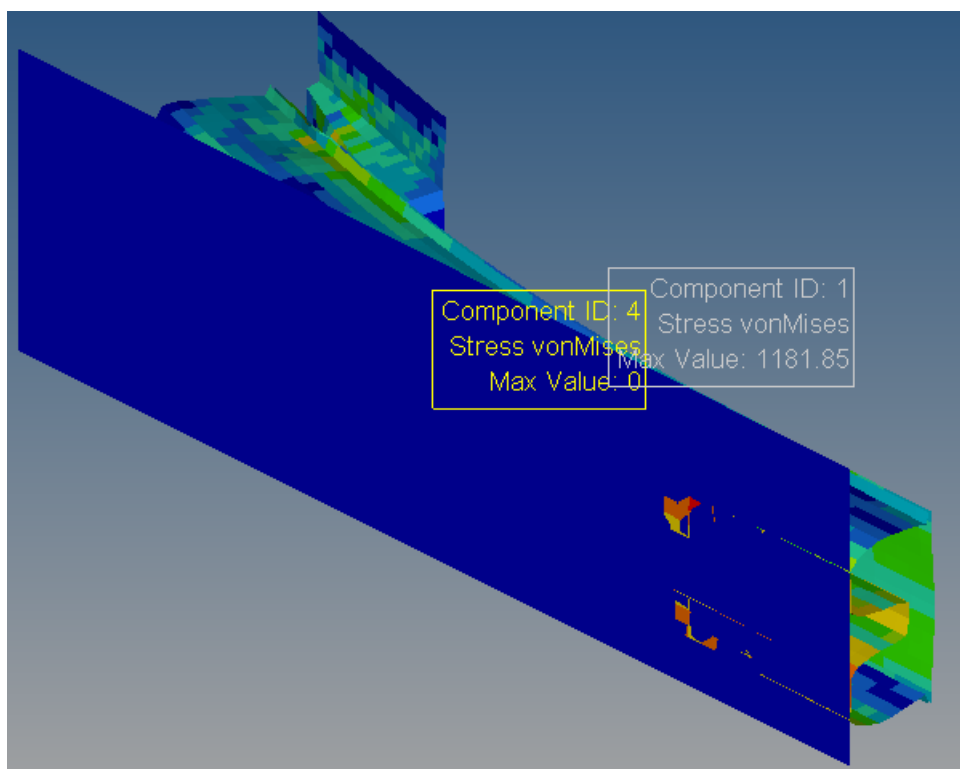 Component ID: 4
Stress vonMises
Max Value: 0
Component ID: 1
Stress vonMises
Max Value: 1181.85